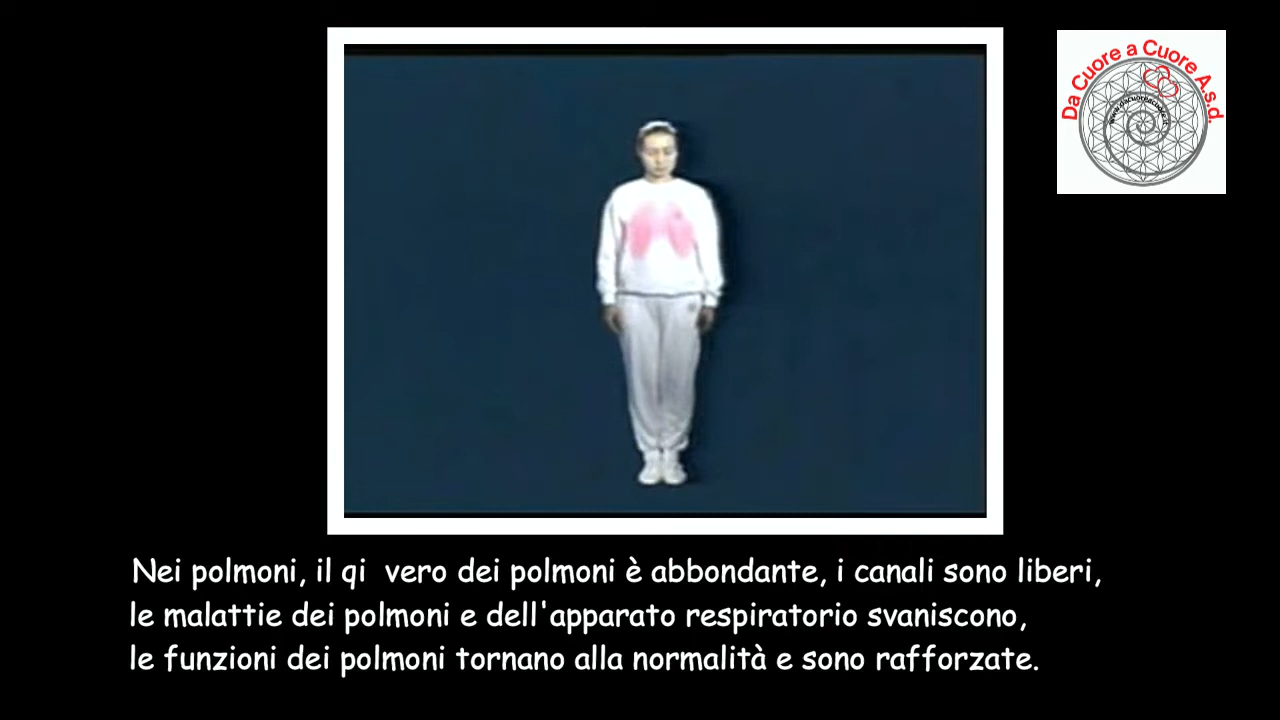 Da Cuore a Cuore A.s.d.
Nei polmoni, il qi  vero dei polmoni è abbondante, i canali sono liberi,
le malattie dei polmoni e dell'apparato respiratorio svaniscono,
le funzioni dei polmoni tornano alla normalità e sono rafforzate.